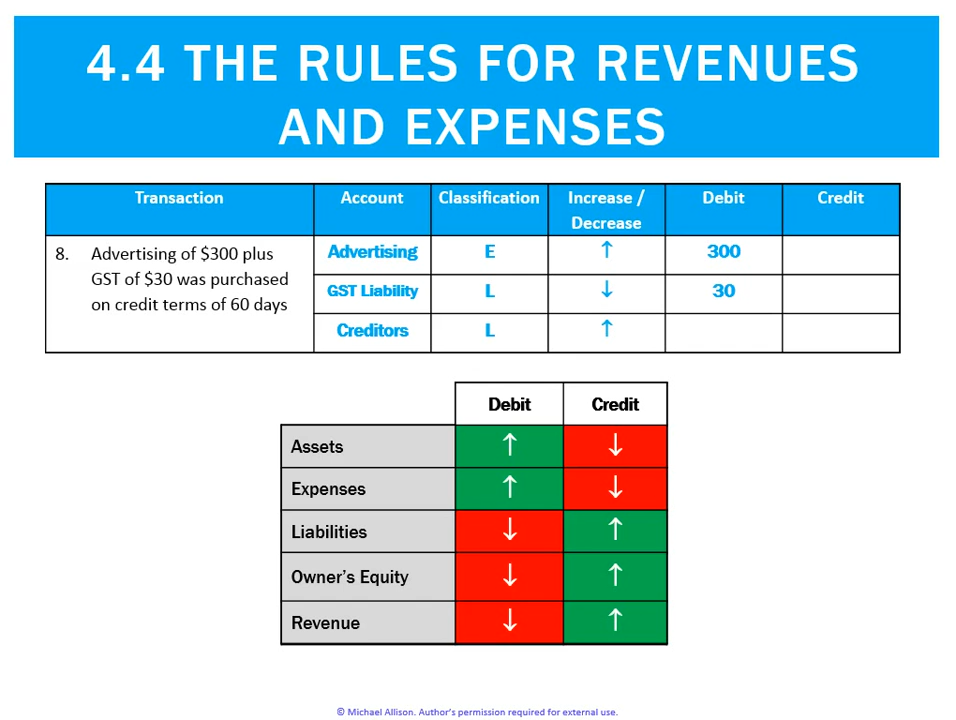 4.4 THE RULES FOR REVENUES
AND EXPENSES
Transaction Account Classification Increase / Debit Credit
Decrease
8. Advertising of $300 plus Advertising E ↑ 300
GST of $30 was purchased GST Liability L ↓ 30
on credit terms of 60 days
Creditors L ↑
Debit Credit
Assets ↑ ↓
Expenses ↑ ↓
Liabilities ↓ ↑
Owner's Equity ↓ ↑
Revenue ↓ ↑
© Michael Allison. Author's permission required for external use.